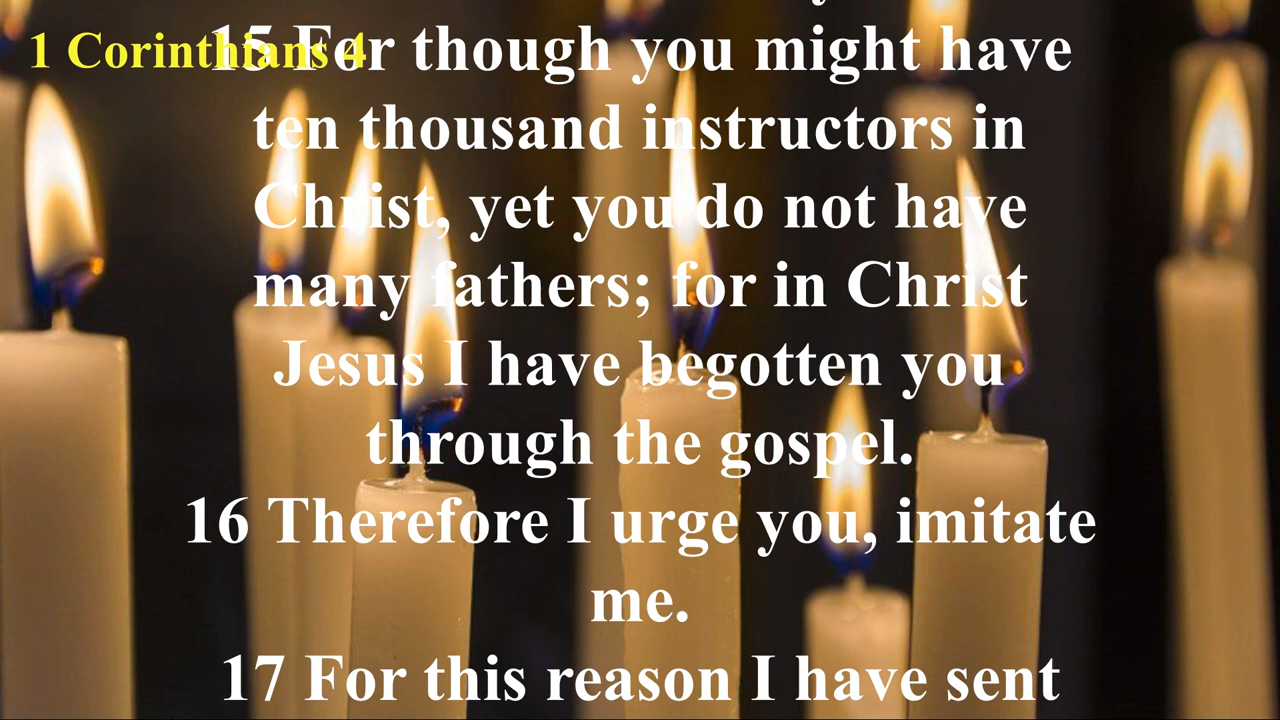 1 Corinthians 4
15 For though you might have
ten thousand instructors in
Christ, yet you do not have
many fathers; for in Christ
Jesus I have begotten you
through the gospel.
16 Therefore I urge you, imitate
me.
17 For this reason I have sent